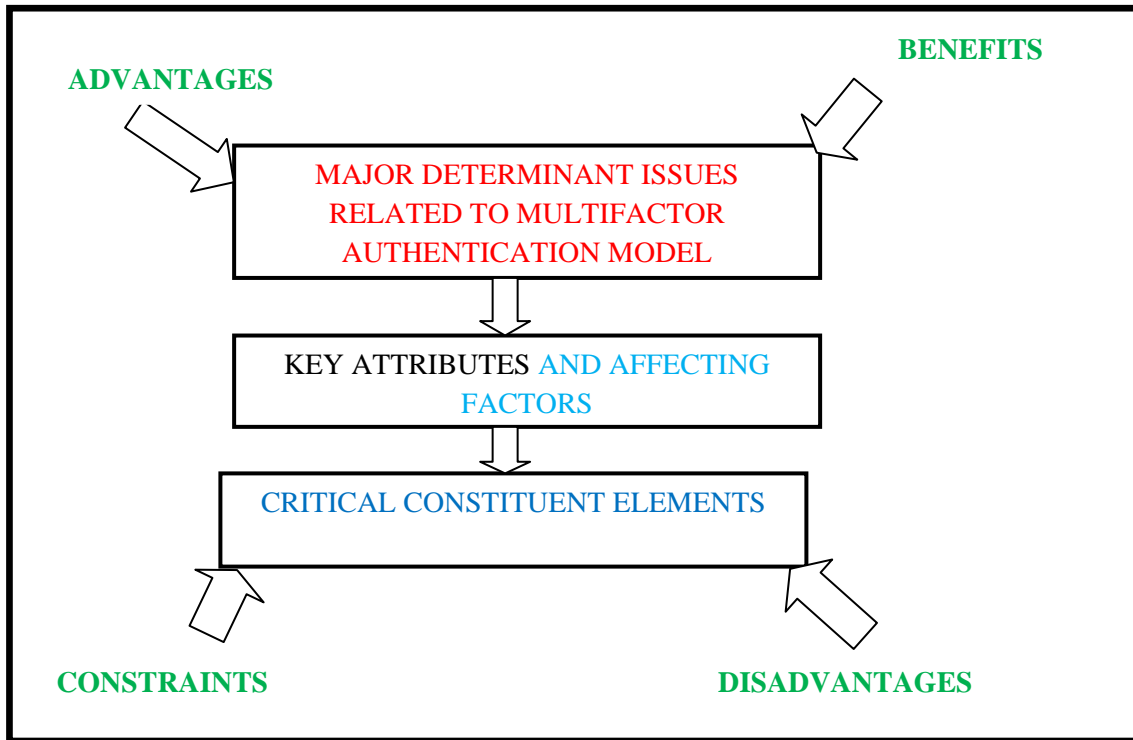 BENEFITS
ADVANTAGES
MAJOR DETERMINANT ISSUES
RELATED TO MULTIFACTOR
AUTHENTICATION MODEL
KEY ATTRIBUTES AND AFFECTING
FACTORS
CRITICAL CONSTITUENT ELEMENTS
CONSTRAINTS
DISADVANTAGES